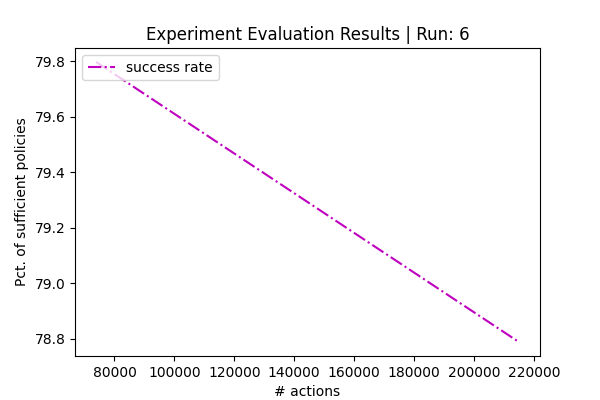 Experiment Evaluation Results | Run: 6
success rate
Pct. of sufficient policies
79.8
79.6
79.4
79.2
79.0
78.8
80000 100000 120000 140000 160000 180000 200000 220000
# actions